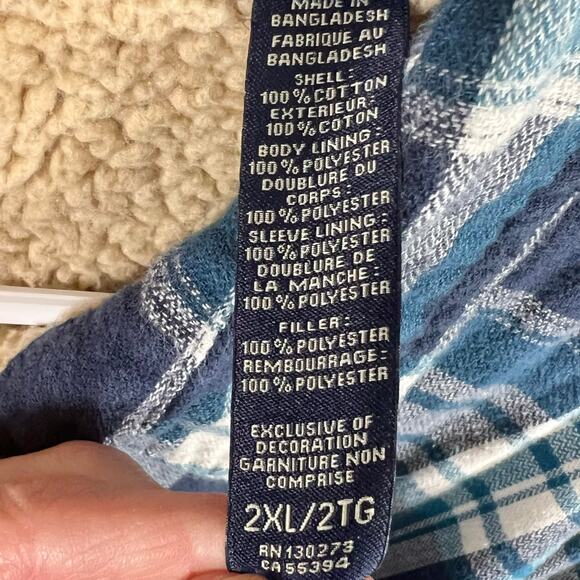 MADE IN
BANGLADESH
FABRIQUE AU
BANGLADESH
SHELL:
100% COTTON
EXTERIEUR:
100% COTON
BODY LINING:
100% POLYESTER
DOUBLURE DU
CORPS:
100% POLYESTER
SLEEVE LINING:
100% POLYESTER
DOUBLURE DE
LA MANCHE:
100% POLYESTER
FILLER:
100% POLYESTER
REMBOURRAGE:
100% POLYESTER
EXCLUSIVE OF
DECORATION
GARNITURE NON
COMPRISE
2XL/2TG
RN 130273
CA 55394